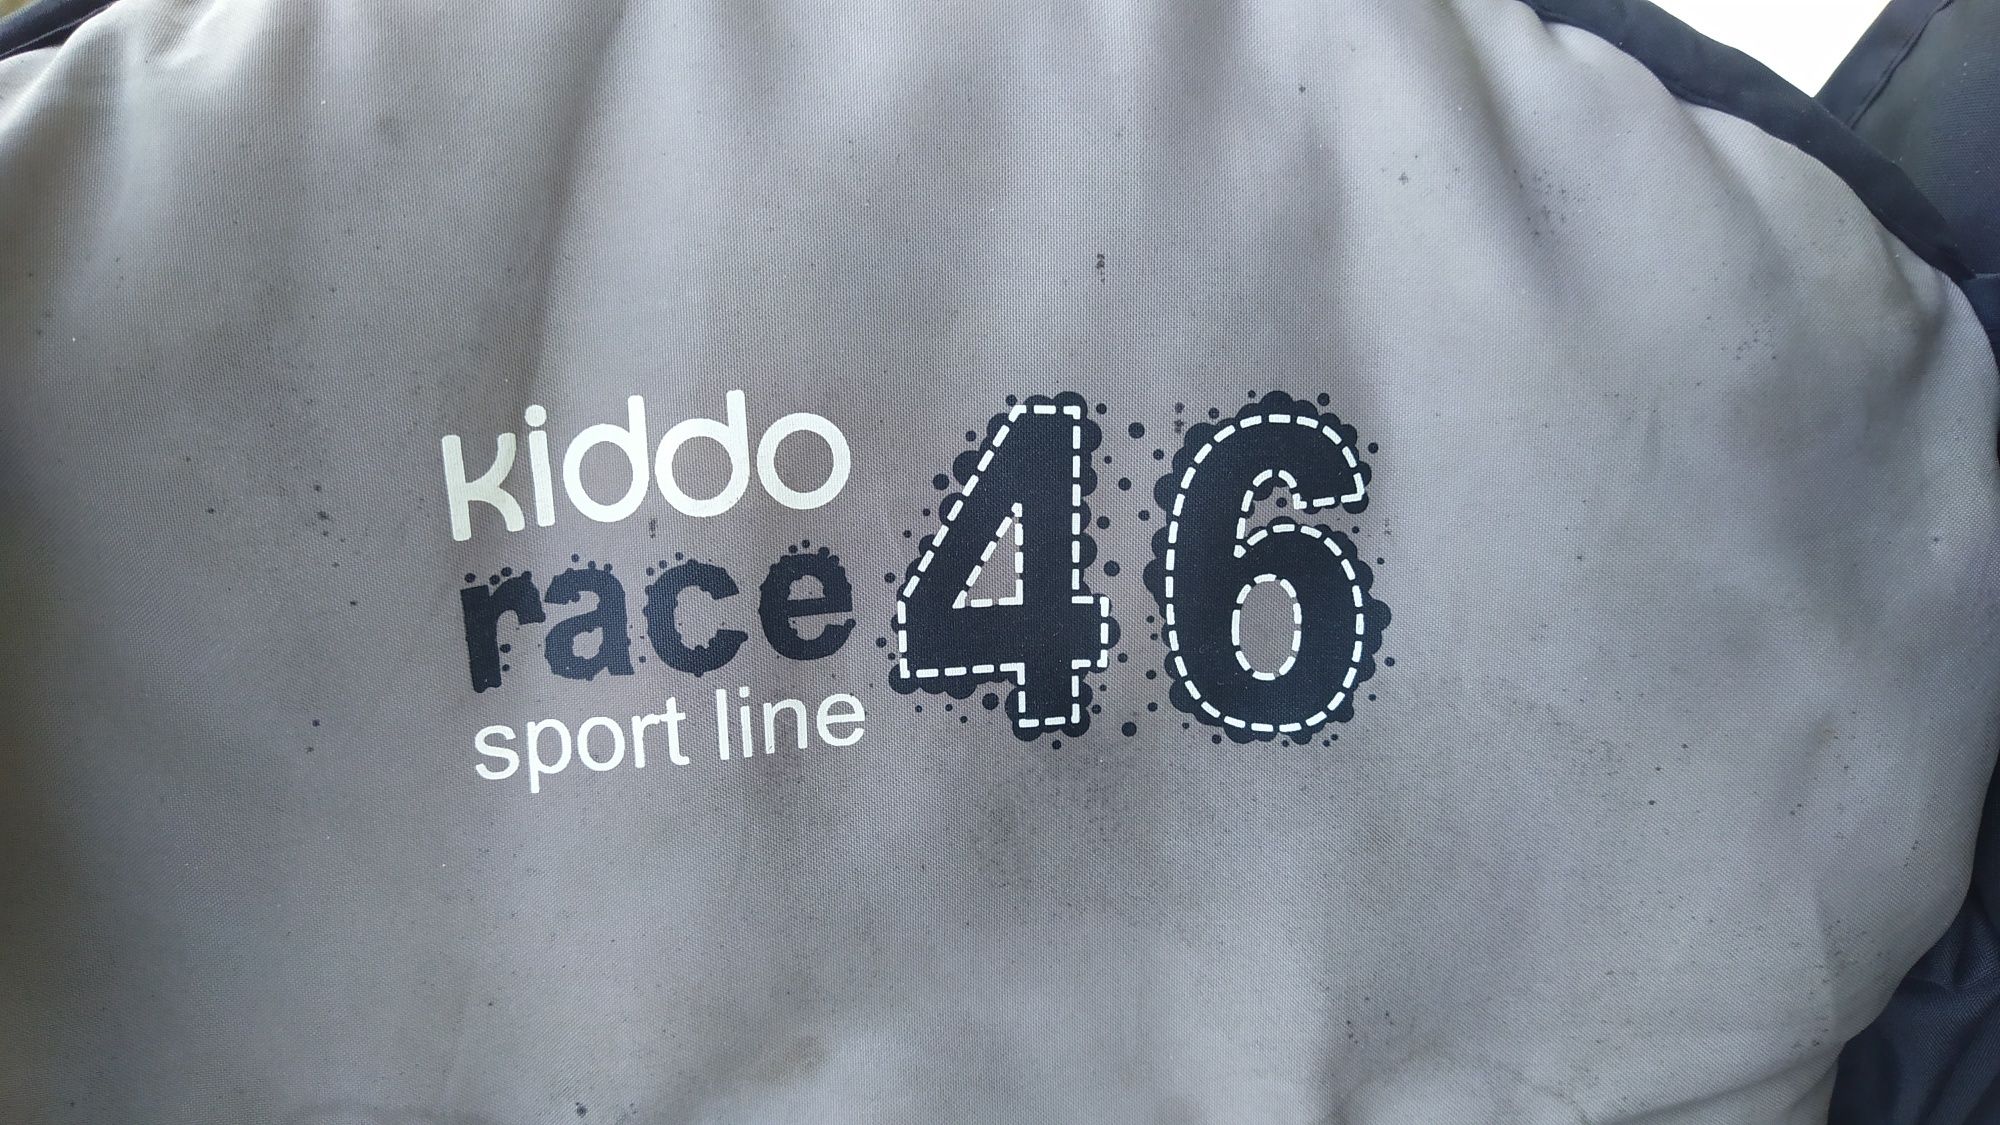 kiddo
race 46
sport line